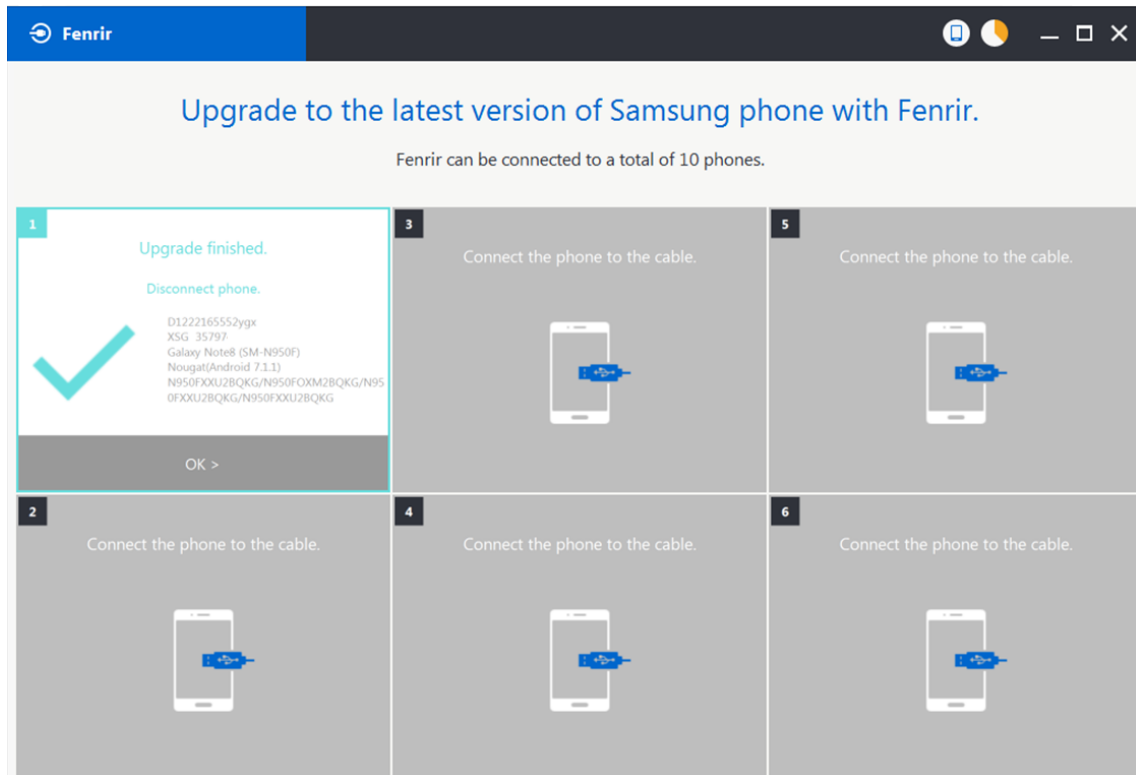 Fenrir
Upgrade to the latest version of Samsung phone with Fenrir.
Fenrir can be connected to a total of 10 phones.
1
Upgrade finished.
Disconnect phone.
D1222165552ygx
XSG 35797
Galaxy Note8 (SM-N950F)
Nougat(Android 7.1.1)
N950FXXU2BQKG/N950FOXM2BQKG/N95
0FXXU2BQKG/N950FXXU2BQKG
OK >
3
Connect the phone to the cable.
5
Connect the phone to the cable.
2
Connect the phone to the cable.
4
Connect the phone to the cable.
6
Connect the phone to the cable.